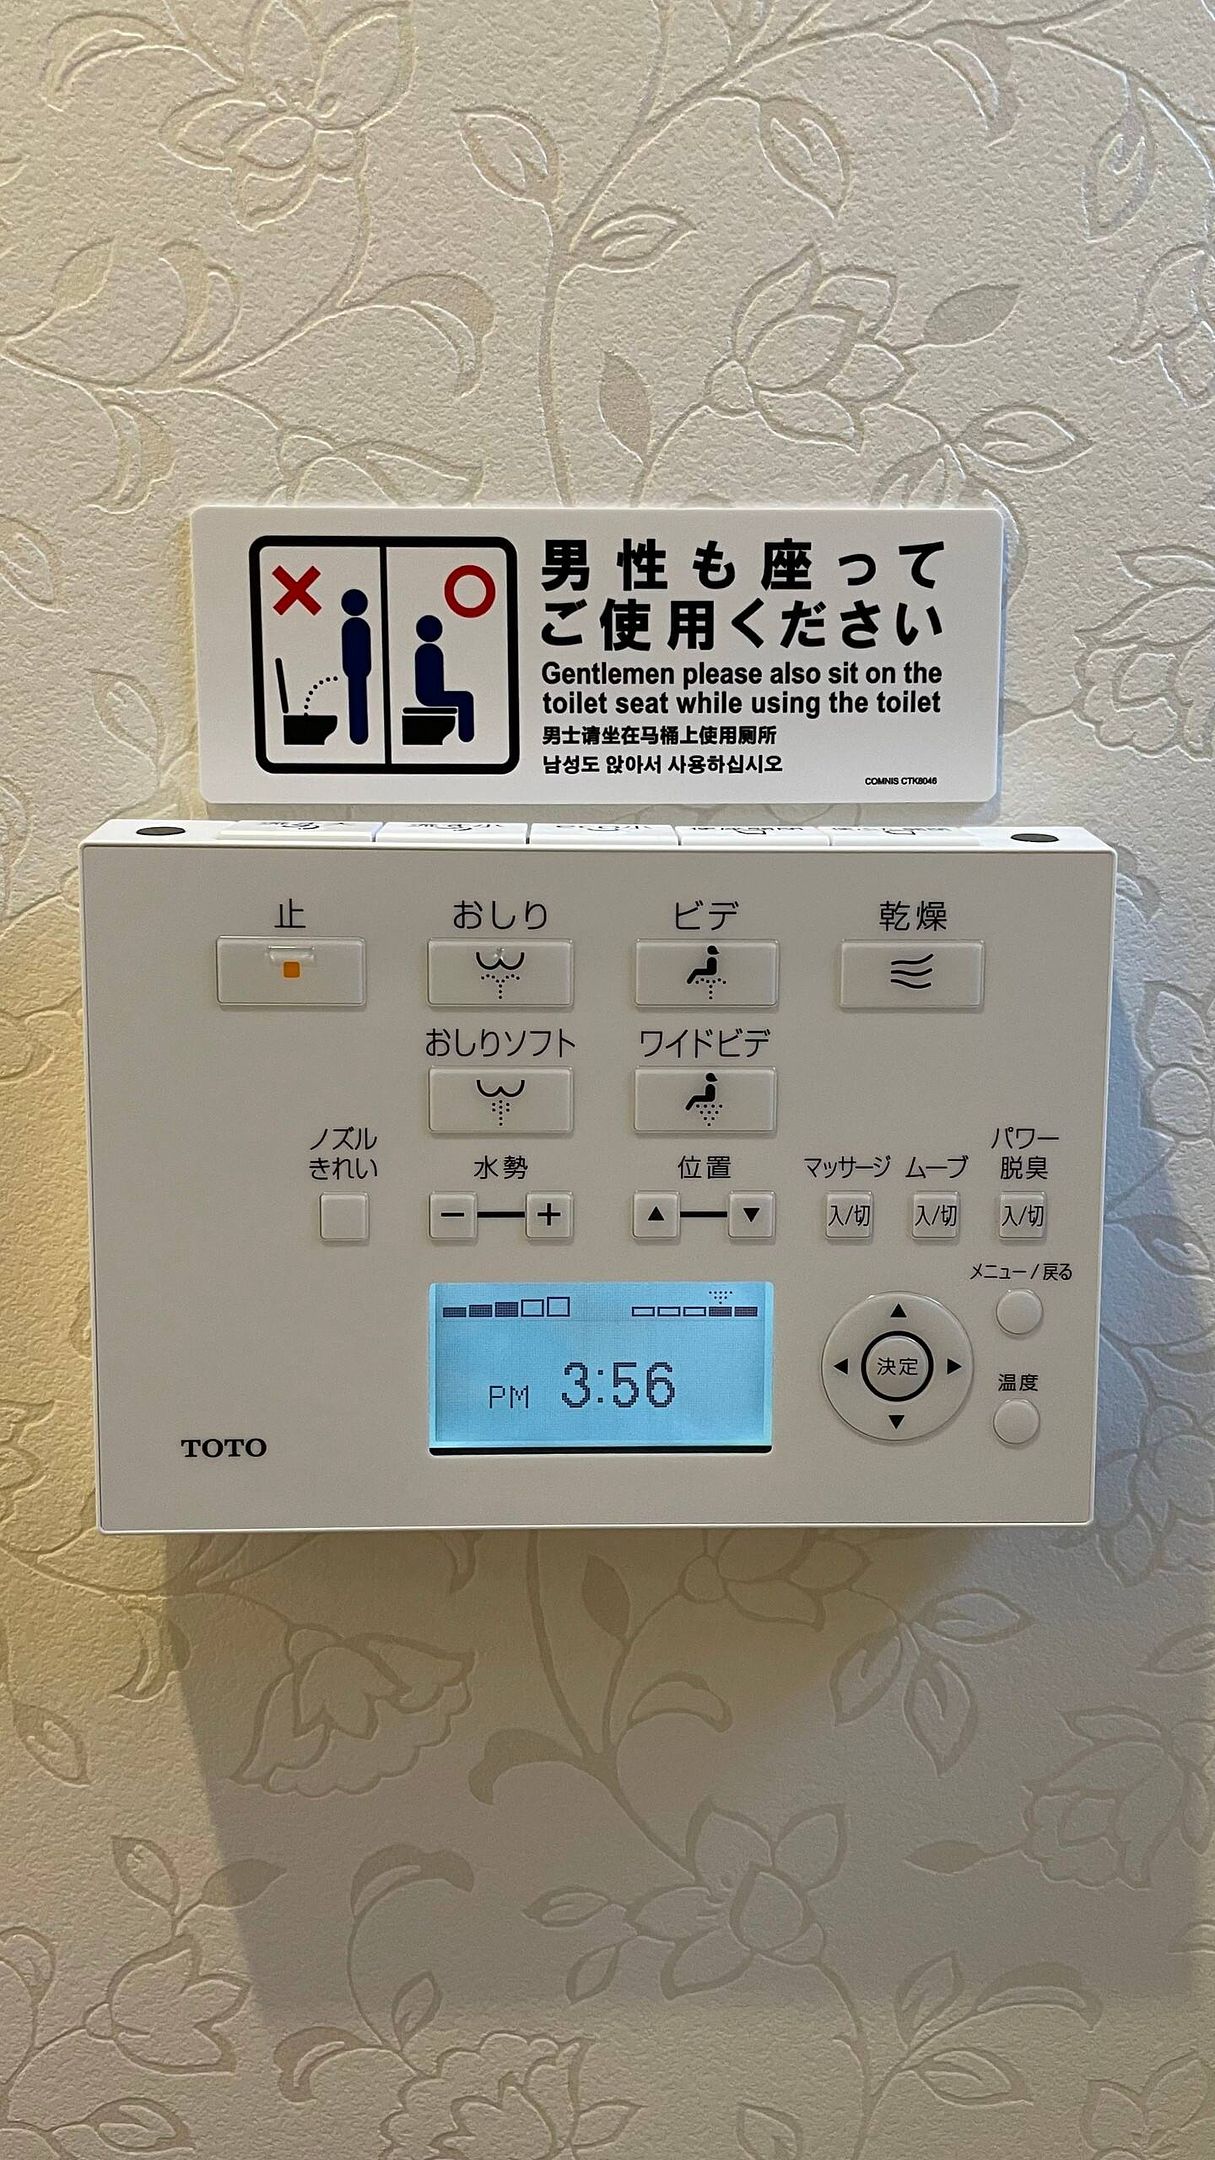 男性も座って
ご使用ください
Gentlemen please also sit on the
toilet seat while using the toilet
男士请坐在马桶上使用厕所
남성도 앉아서 사용하십시오
COMNIS CTK8046
止
おしり
ビデ
乾燥
おしりソフト
ワイドビデ
ノズル
きれい
水勢
位置
マッサージ
ムーブ
パワー
脱臭
入/切
入/切
入/切
メニュー/戻る
決定
温度
PM 3:56
TOTO